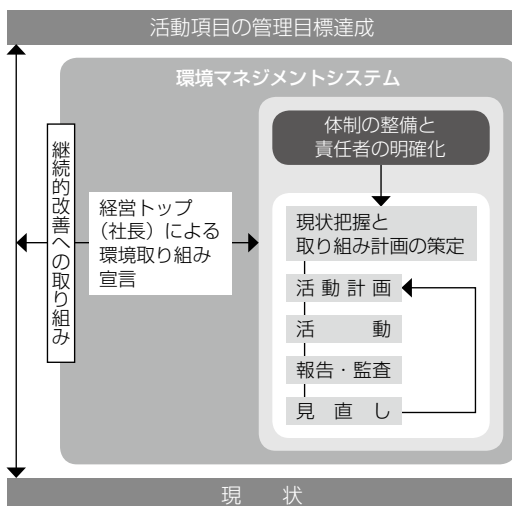 活動項目の管理目標達成
環境マネジメントシステム
体制の整備と
責任者の明確化
継続的改善への取り組み
経営トップ
（社長）による
環境取り組み
宣言
現状把握と
取り組み計画の策定
活動計画
活　　動
報告・監査
見 直 し
現　　状